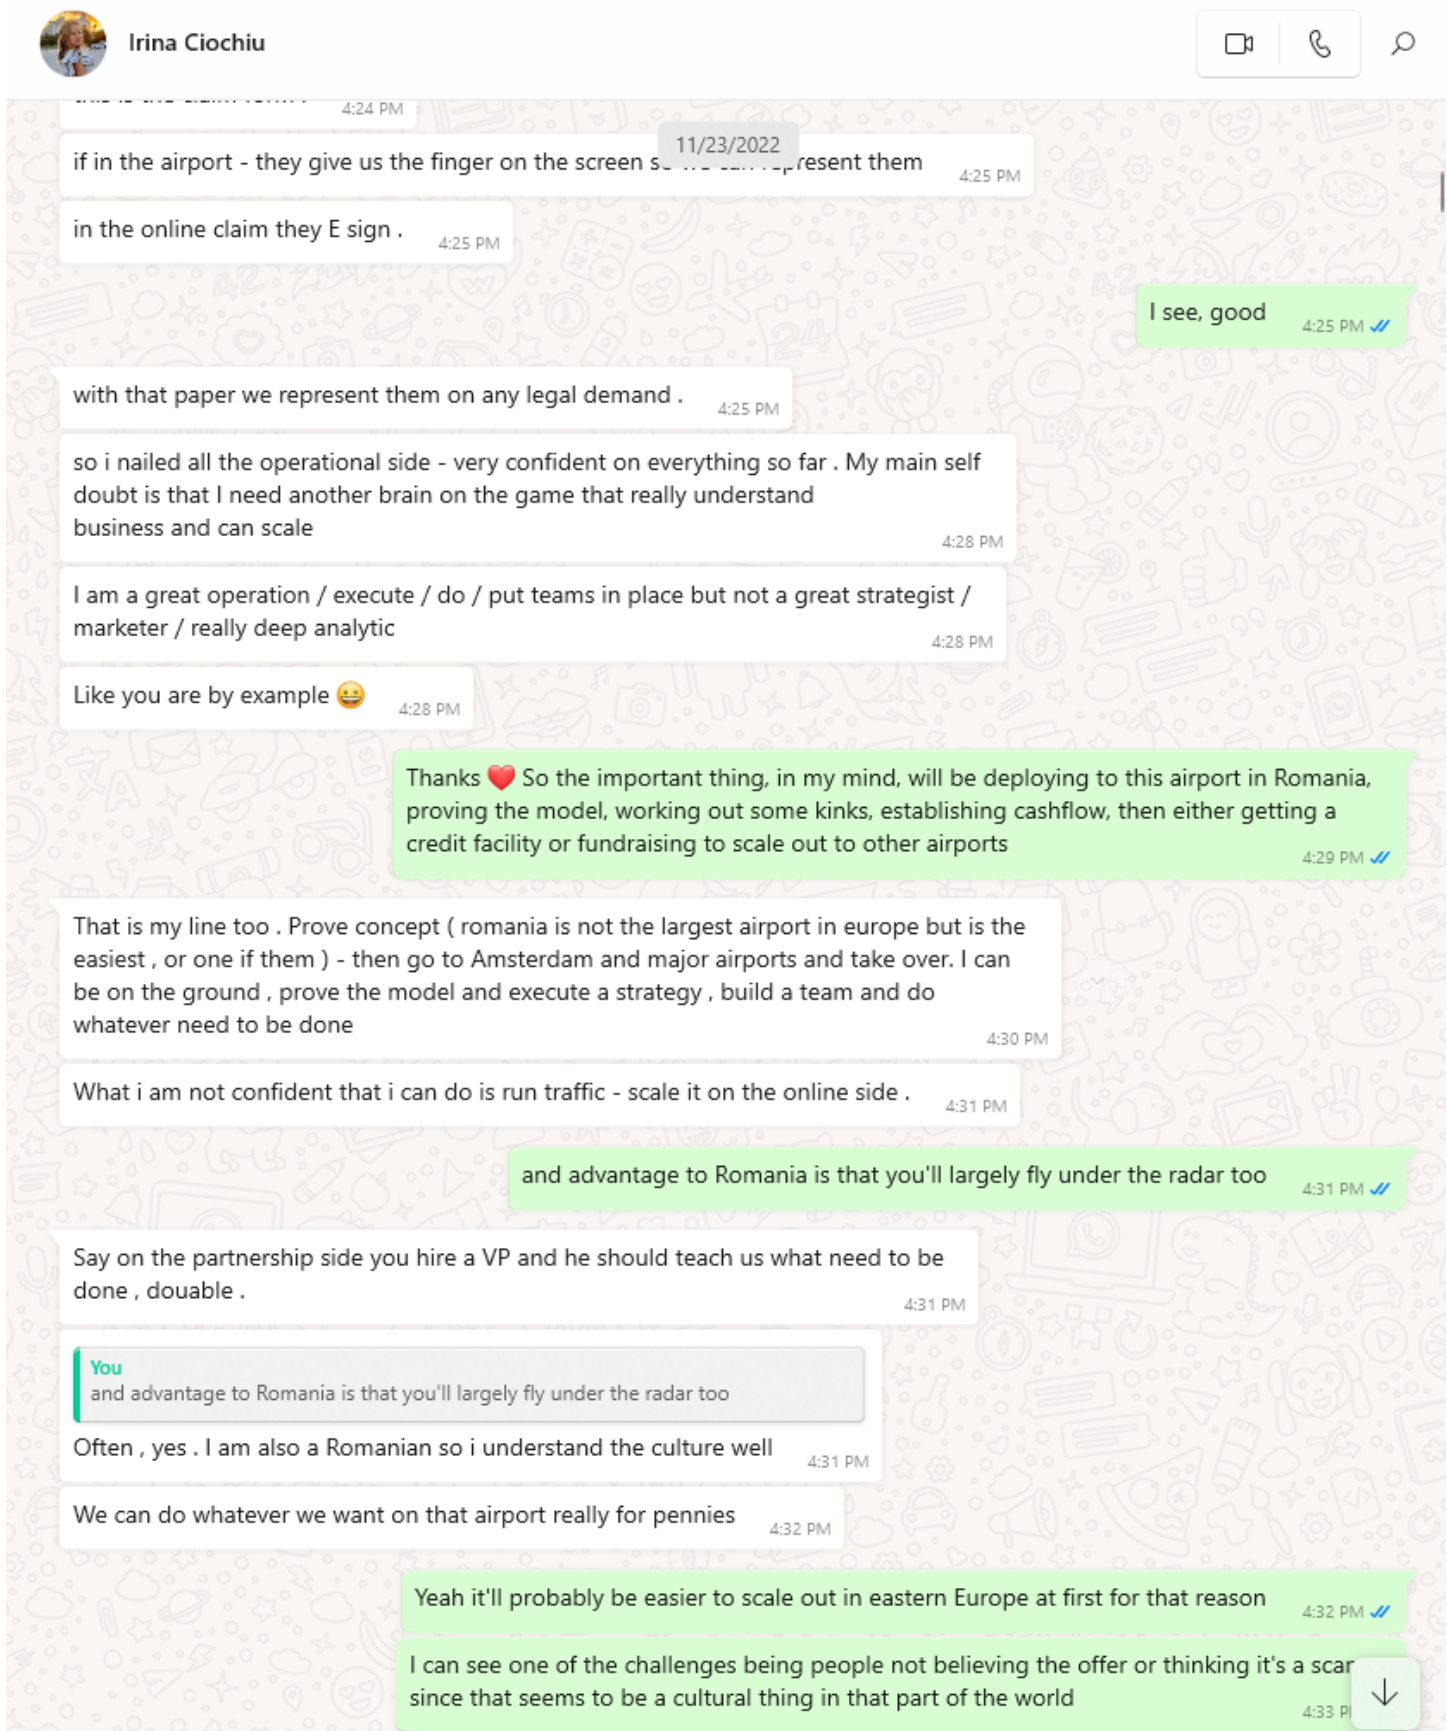 Irina Ciochiu
4:24 PM
11/23/2022
if in the airport - they give us the finger on the screen so we can represent them
4:25 PM
in the online claim they E sign .
4:25 PM
I see, good
4:25 PM
with that paper we represent them on any legal demand .
4:25 PM
so i nailed all the operational side - very confident on everything so far . My main self
doubt is that I need another brain on the game that really understand
business and can scale
4:28 PM
I am a great operation / execute / do / put teams in place but not a great strategist /
marketer / really deep analytic
4:28 PM
Like you are by example 😀
4:28 PM
Thanks ❤️ So the important thing, in my mind, will be deploying to this airport in Romania,
proving the model, working out some kinks, establishing cashflow, then either getting a
credit facility or fundraising to scale out to other airports
4:29 PM
That is my line too . Prove concept ( romania is not the largest airport in europe but is the
easiest , or one if them ) - then go to Amsterdam and major airports and take over. I can
be on the ground , prove the model and execute a strategy , build a team and do
whatever need to be done
4:30 PM
What i am not confident that i can do is run traffic - scale it on the online side .
4:31 PM
and advantage to Romania is that you'll largely fly under the radar too
4:31 PM
Say on the partnership side you hire a VP and he should teach us what need to be
done , douable .
4:31 PM
You
and advantage to Romania is that you'll largely fly under the radar too
Often , yes . I am also a Romanian so i understand the culture well
4:31 PM
We can do whatever we want on that airport really for pennies
4:32 PM
Yeah it'll probably be easier to scale out in eastern Europe at first for that reason
4:32 PM
I can see one of the challenges being people not believing the offer or thinking it's a
since that seems to be a cultural thing in that part of the world
4:33